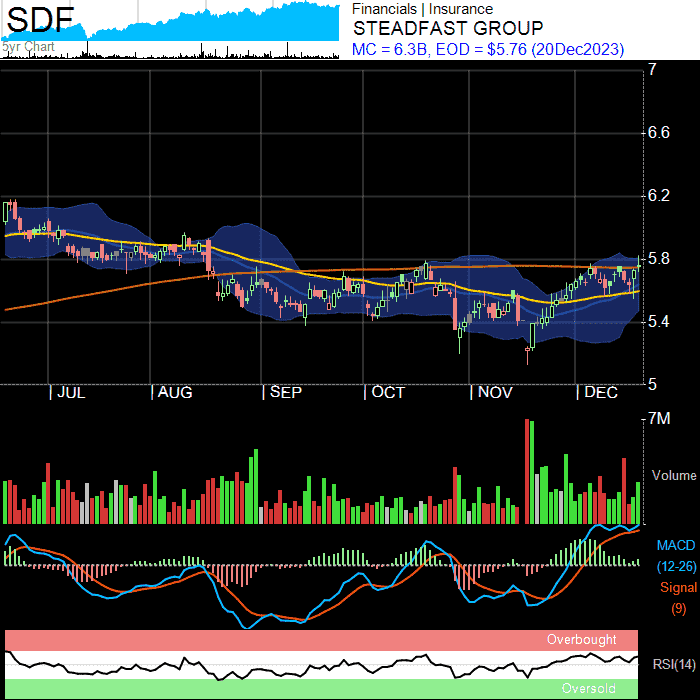 SDF
5yr Chart
Financials | Insurance
STEADFAST GROUP
MC = 6.3B, EOD = $5.76 (20Dec2023)
7
6.6
6.2
5.8
5.4
5
| JUL | AUG | SEP | OCT | NOV | DEC
7M
Volume
MACD
(12-26)
Signal
(9)
Overbought
RSI(14)
Oversold